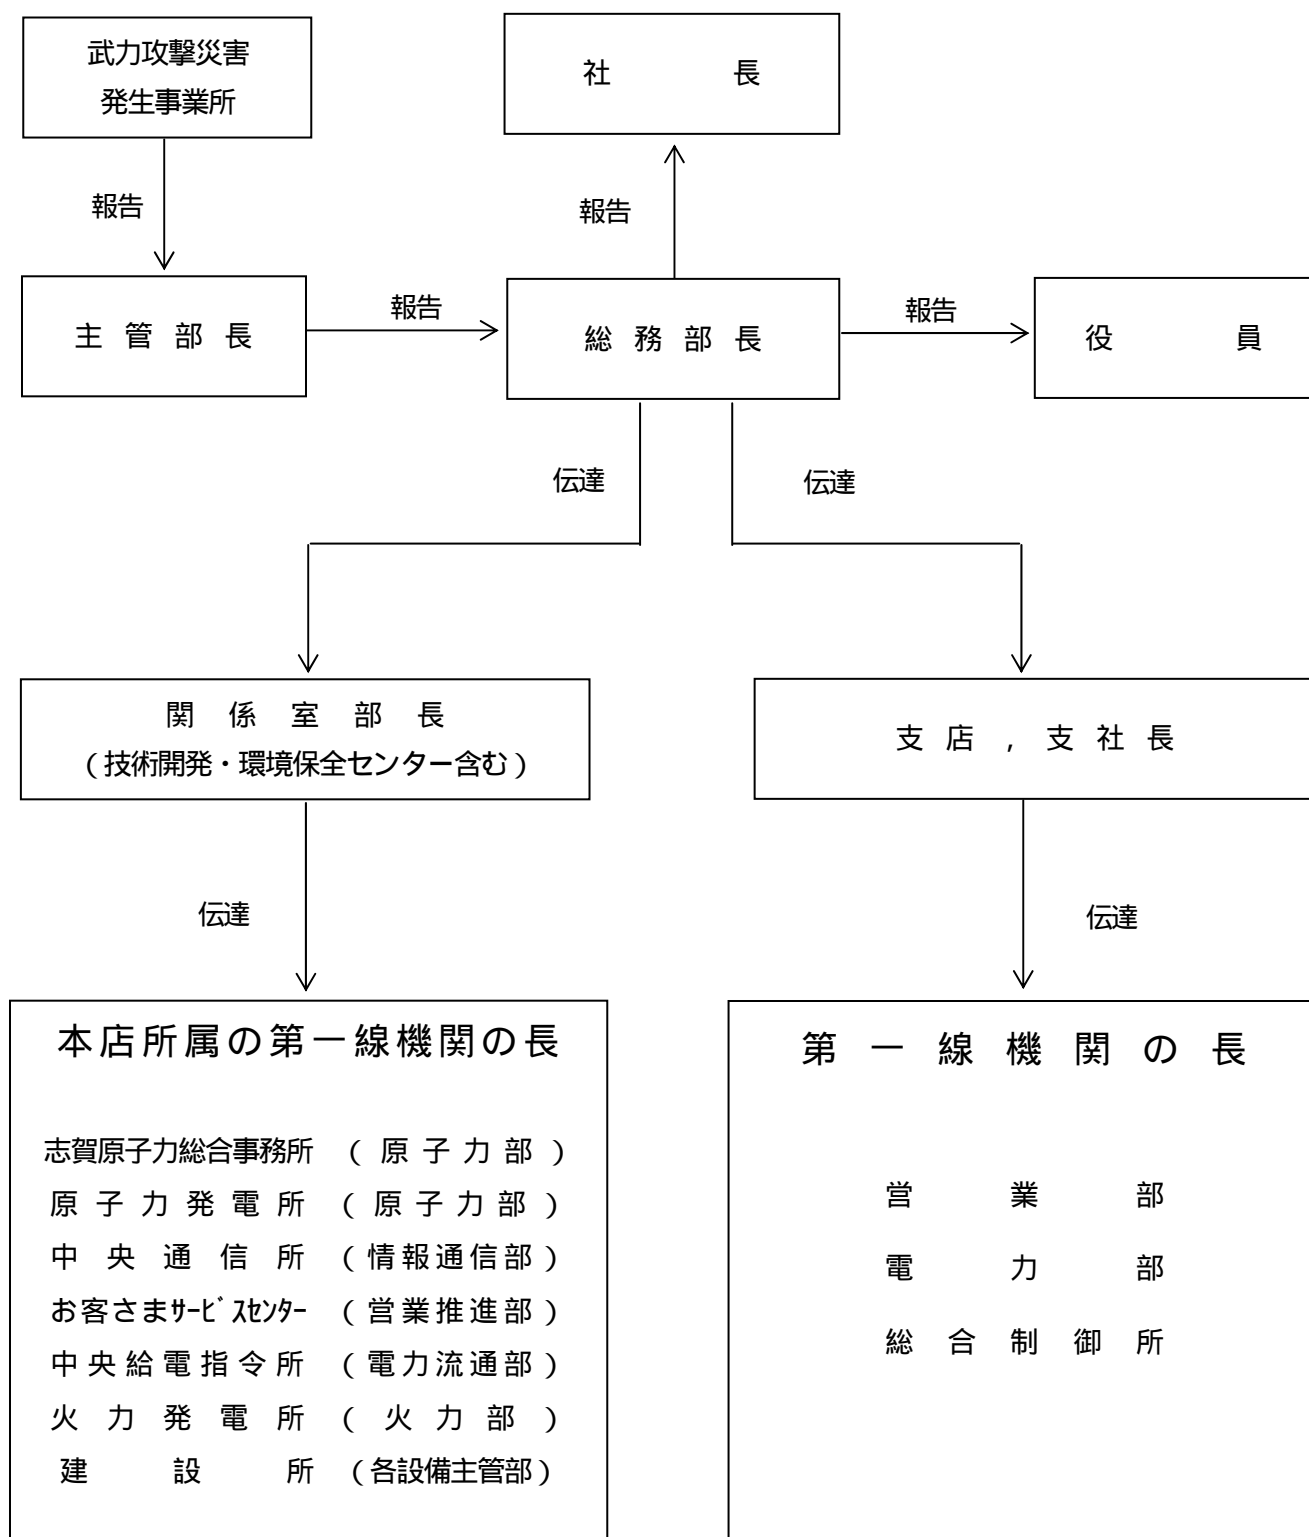 武力攻撃災害
発生事業所
社長
報告
報告
主管部長
報告
総務部長
報告
役員
伝達
伝達
関係室部長
(技術開発・環境保全センター含む)
支店,支社長
伝達
伝達
本店所属の第一線機関の長
志賀原子力総合事務所 (原子力部)
原子力発電所 (原子力部)
中央通信所 (情報通信部)
お客さまサービスセンター (営業推進部)
中央給電指令所 (電力流通部)
火力発電所 (火力部)
建設所 (各設備主管部)
第一線機関の長
営業部
電力部
総合制御所